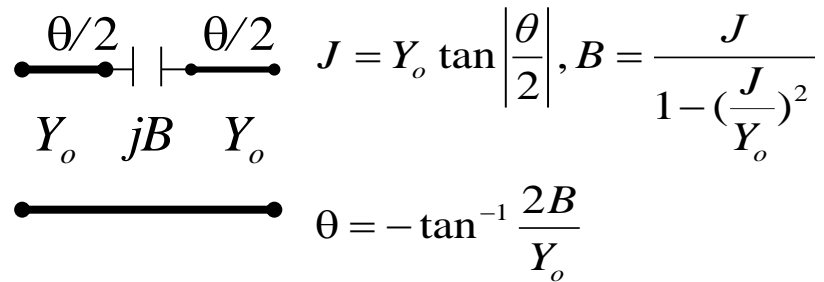 θ/2 θ/2 J = Y_o tan|θ/2|, B = J/(1−(J/Y_o)^2)
Y_o jB Y_o
θ = −tan^{−1} 2B/Y_o